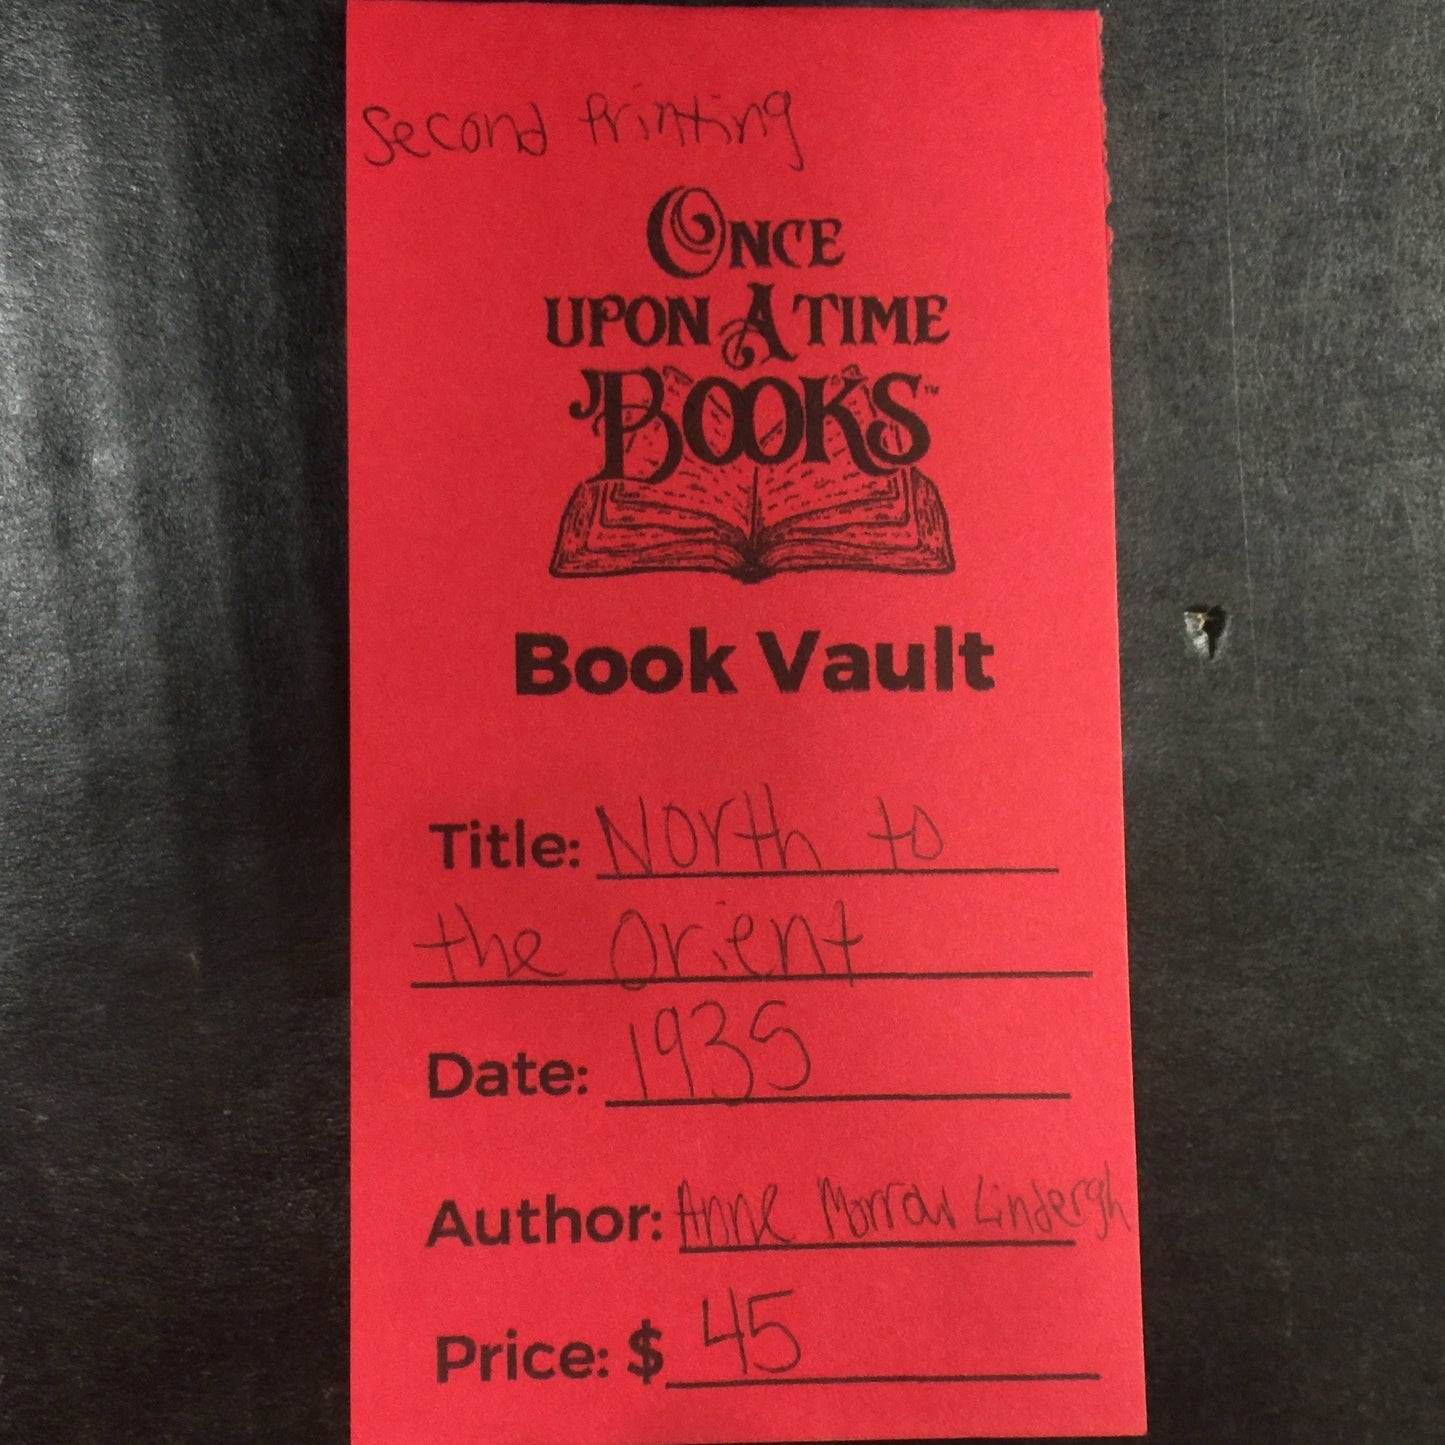 Second Printing
ONCE
UPON A TIME
BOOKS™
Book Vault
Title: North to
the Orient
Date: 1935
Author: Anne Morrow Lindergh
Price: $ 45